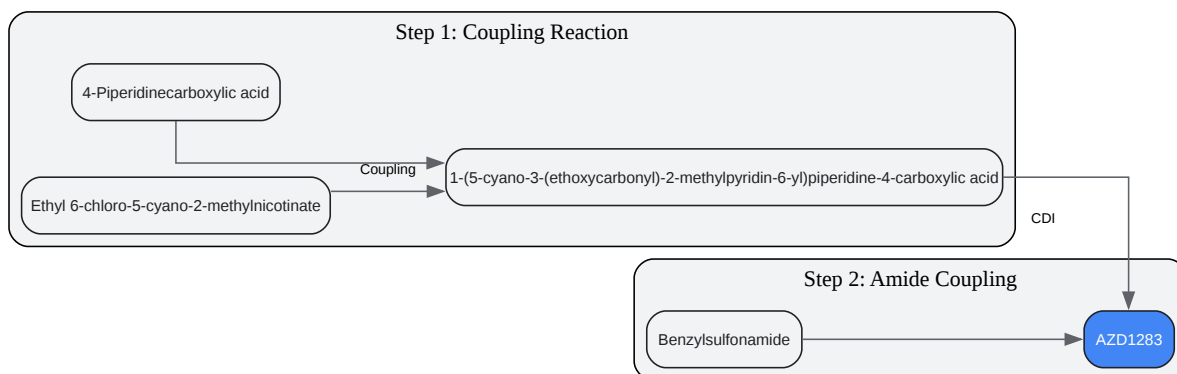 Step 1: Coupling Reaction
4-Piperidinecarboxylic acid
Coupling
Ethyl 6-chloro-5-cyano-2-methylnicotinate
1-(5-cyano-3-(ethoxycarbonyl)-2-methylpyridin-6-yl)piperidine-4-carboxylic acid
CDI
Step 2: Amide Coupling
Benzylsulfonamide
AZD1283